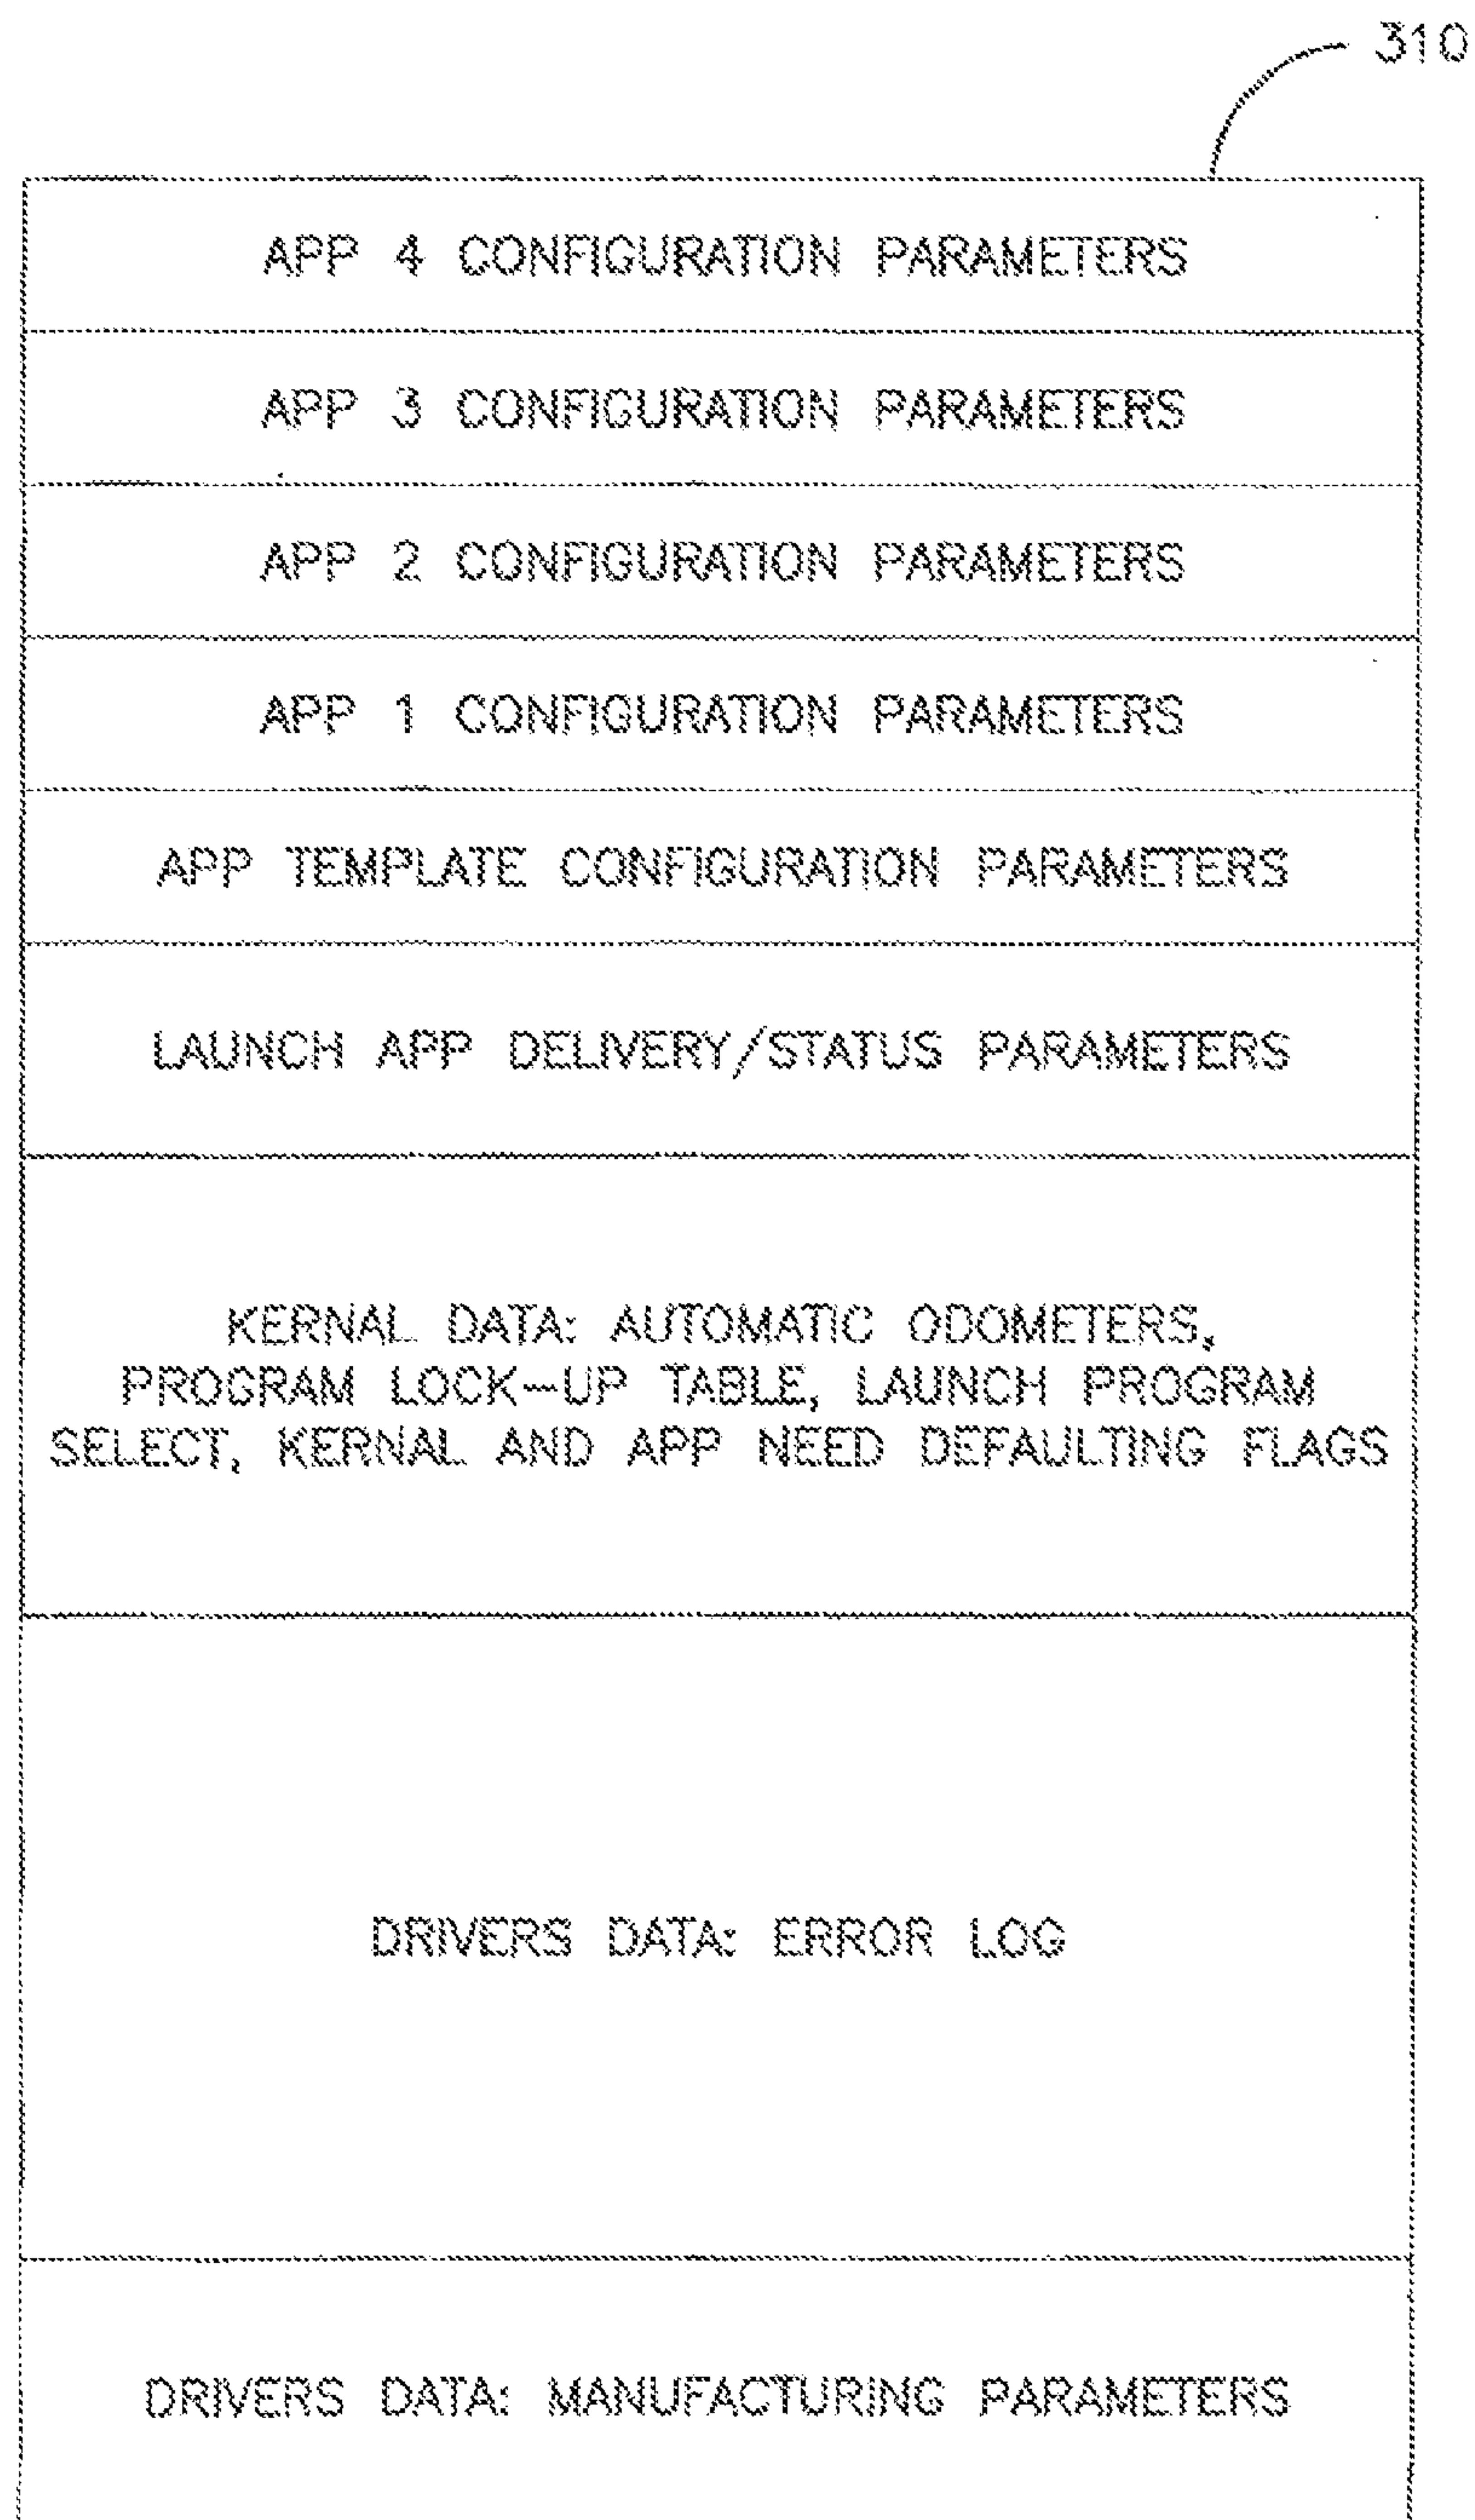 310
APP 4 CONFIGURATION PARAMETERS
APP 3 CONFIGURATION PARAMETERS
APP 2 CONFIGURATION PARAMETERS
APP 1 CONFIGURATION PARAMETERS
APP TEMPLATE CONFIGURATION PARAMETERS
LAUNCH APP DELIVERY/STATUS PARAMETERS
KERNAL DATA: AUTOMATIC ODOMETERS,
PROGRAM LOCK-UP TABLE, LAUNCH PROGRAM
SELECT, KERNAL AND APP NEED DEFAULTING FLAGS
DRIVERS DATA: ERROR LOG
DRIVERS DATA: MANUFACTURING PARAMETERS